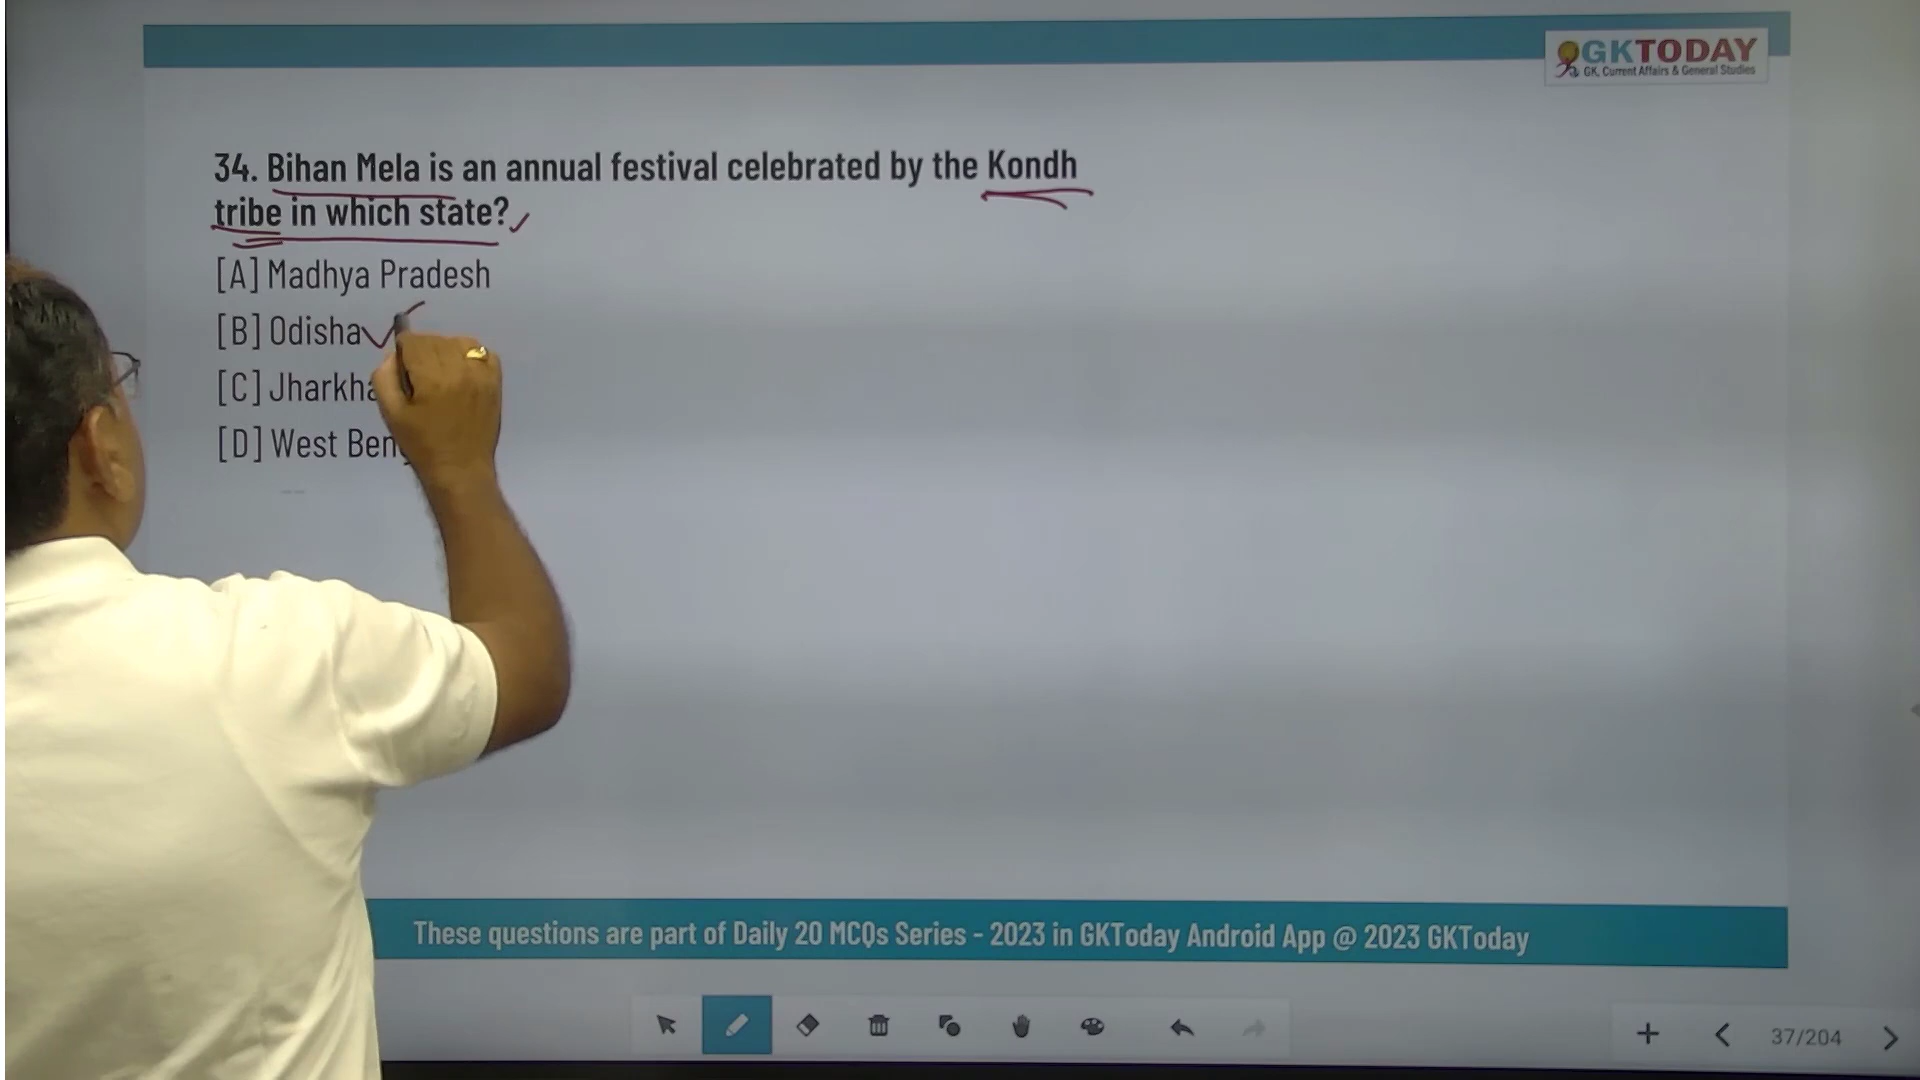 GKTODAY
GK, Current Affairs & General Studies
34. Bihan Mela is an annual festival celebrated by the Kondh
tribe in which state?
[A] Madhya Pradesh
[B] Odisha
[C] Jharkha
[D] West Ben
These questions are part of Daily 20 MCQs Series - 2023 in GKToday Android App @ 2023 GKToday
37/204